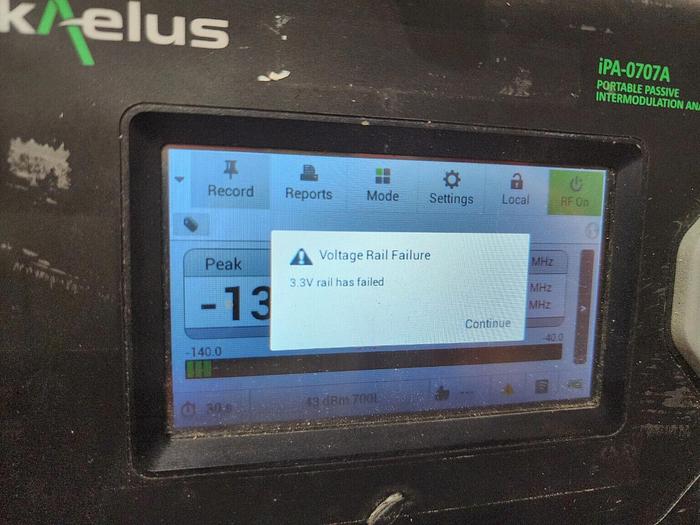 kAelus
iPA-0707A
PORTABLE PASSIVE
INTERMODULATION
Record
Reports
Mode
Settings
Local
RF On
Peak
-13
MHz
MHz
MHz
Voltage Rail Failure
3.3V rail has failed
Continue
-140.0
-40.0
30 s
43 dBm 700L
---